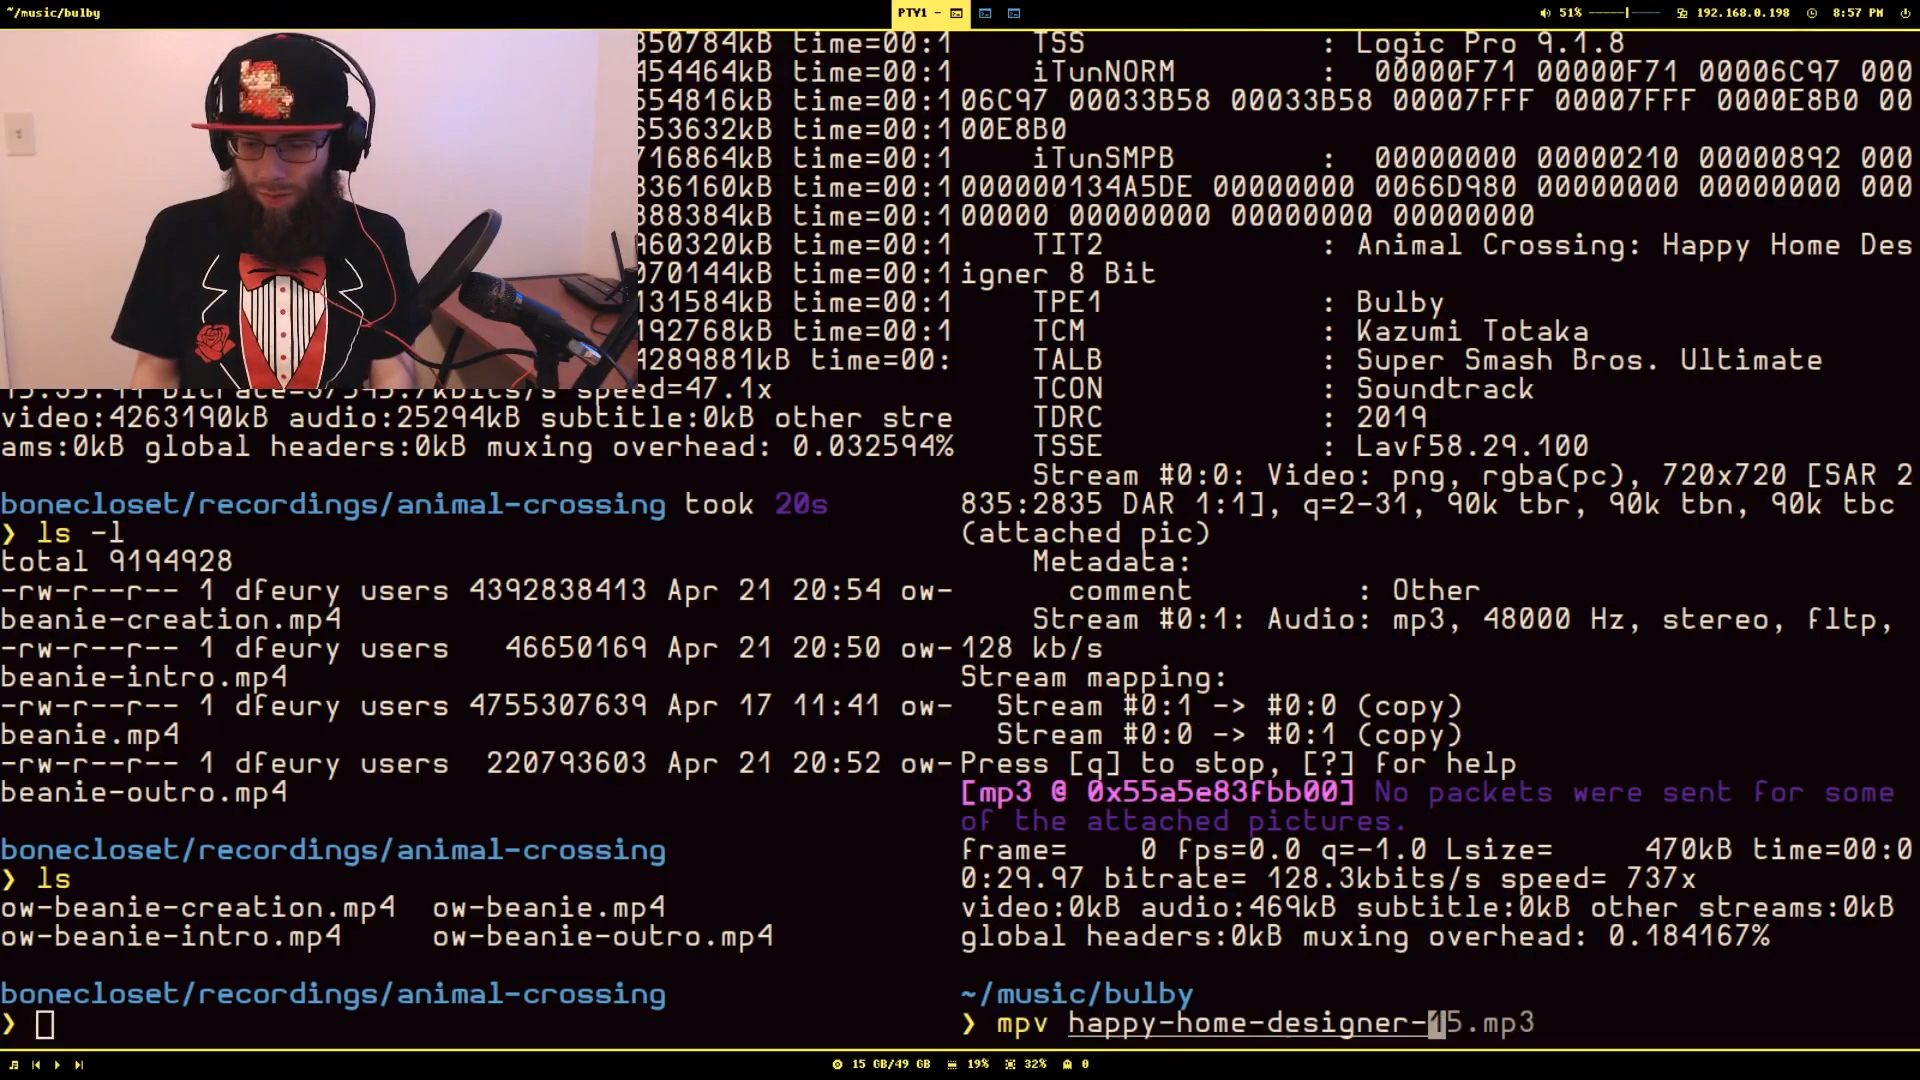 ~/music/bulby
PTY1 -
51%
192.168.0.198
8:57 PM
350784kB time=00:1
454464kB time=00:1
554816kB time=00:1
653632kB time=00:1
716864kB time=00:1
836160kB time=00:1
888384kB time=00:1
960320kB time=00:1
070144kB time=00:1
131584kB time=00:1
192768kB time=00:1
4289881kB time=00:
speed=47.1x
video:4263190kB audio:25294kB subtitle:0kB other stre
ams:0kB global headers:0kB muxing overhead: 0.032594%
bonecloset/recordings/animal-crossing took 20s
❯ ls -l
total 9194928
-rw-r--r-- 1 dfeury users 4392838413 Apr 21 20:54 ow-
beanie-creation.mp4
-rw-r--r-- 1 dfeury users   46650169 Apr 21 20:50 ow-
beanie-intro.mp4
-rw-r--r-- 1 dfeury users 4755307639 Apr 17 11:41 ow-
beanie.mp4
-rw-r--r-- 1 dfeury users  220793603 Apr 21 20:52 ow-
beanie-outro.mp4
bonecloset/recordings/animal-crossing
❯ ls
ow-beanie-creation.mp4  ow-beanie.mp4
ow-beanie-intro.mp4     ow-beanie-outro.mp4
bonecloset/recordings/animal-crossing
❯
TSS : Logic Pro 9.1.8
iTunNORM : 00000F71 00000F71 00006C97 000
06C97 00033B58 00033B58 00007FFF 00007FFF 0000E8B0 00
00E8B0
iTunSMPB : 00000000 00000210 00000892 000
000000134A5DE 00000000 0066D980 00000000 00000000 000
00000 00000000 00000000 00000000
TIT2 : Animal Crossing: Happy Home Des
igner 8 Bit
TPE1 : Bulby
TCM : Kazumi Totaka
TALB : Super Smash Bros. Ultimate
TCON : Soundtrack
TDRC : 2019
TSSE : Lavf58.29.100
Stream #0:0: Video: png, rgba(pc), 720x720 [SAR 2
835:2835 DAR 1:1], q=2-31, 90k tbr, 90k tbn, 90k tbc
(attached pic)
Metadata:
comment : Other
Stream #0:1: Audio: mp3, 48000 Hz, stereo, fltp,
128 kb/s
Stream mapping:
Stream #0:1 -> #0:0 (copy)
Stream #0:0 -> #0:1 (copy)
Press [q] to stop, [?] for help
[mp3 @ 0x55a5e83fbb00] No packets were sent for some
of the attached pictures.
frame=    0 fps=0.0 q=-1.0 Lsize=     470kB time=00:0
0:29.97 bitrate= 128.3kbits/s speed= 737x
video:0kB audio:469kB subtitle:0kB other streams:0kB
global headers:0kB muxing overhead: 0.184167%
~/music/bulby
❯ mpv happy-home-designer-15.mp3
15 GB/49 GB
19%
32%
0